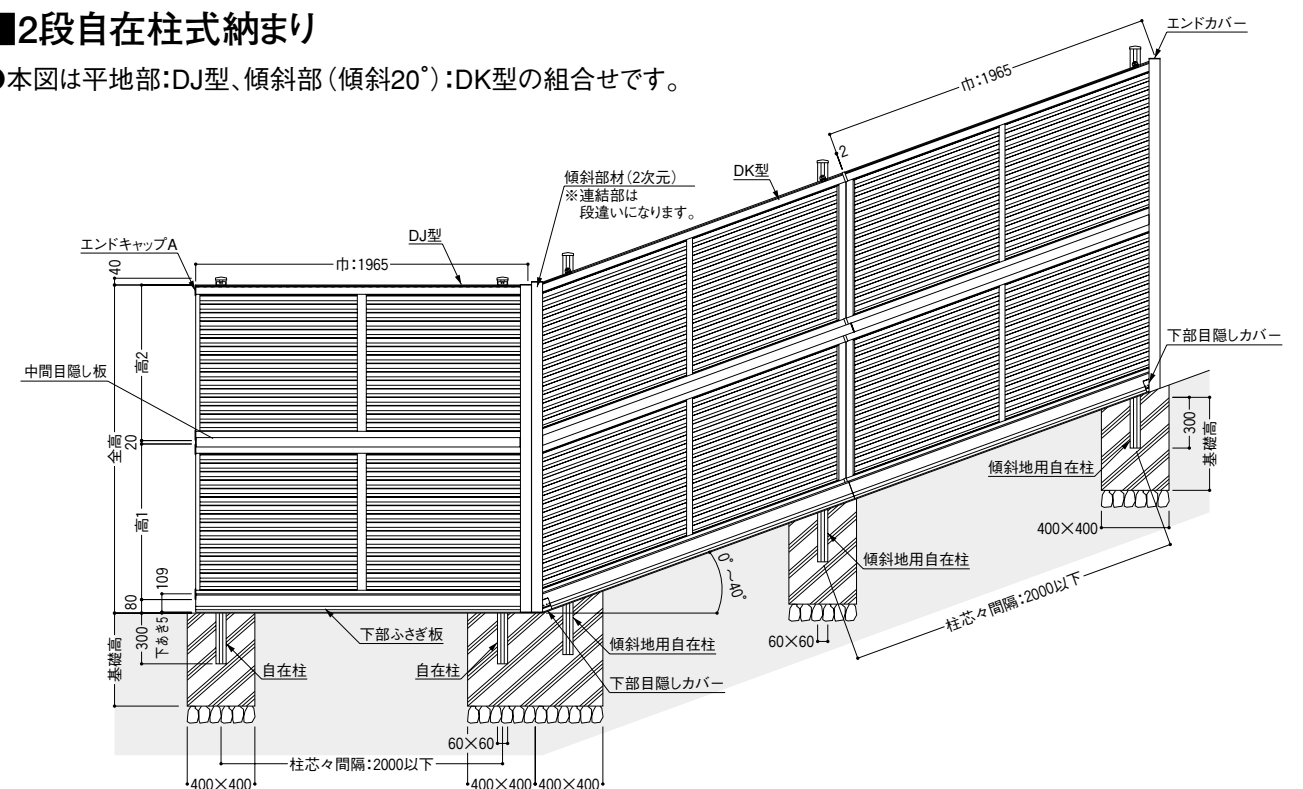 ■2段自在柱式納まり
●本図は平地部:DJ型、傾斜部(傾斜20°):DK型の組合せです。
エンドカバー
巾:1965
2
DK型
傾斜部材(2次元)
※連結部は
段違いになります。
DJ型
エンドキャップA
巾:1965
40
高2
中間目隠し板
全高
20
高1
109
80
300
下あき5
基礎高
下部目隠しカバー
300
基礎高
傾斜地用自在柱
400×400
0°～40°
傾斜地用自在柱
柱芯々間隔:2000以下
60×60
下部ふさぎ板
自在柱
自在柱
傾斜地用自在柱
下部目隠しカバー
60×60
柱芯々間隔:2000以下
400×400
400×400
400×400